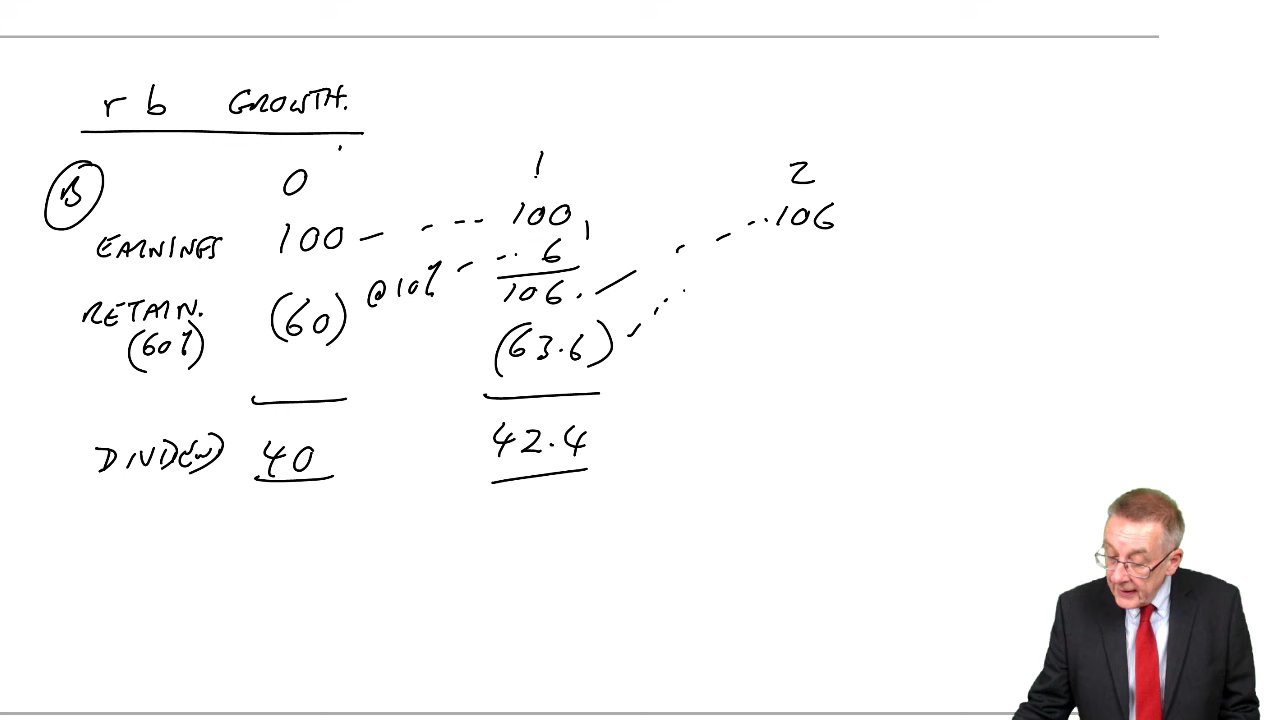 r b GROWTH.
B 0 1 2
EARNINGS 100 100 106
@10% 6
RETAIN. (60) 106
(60%) (63.6)
DIVIDEND 40 42.4